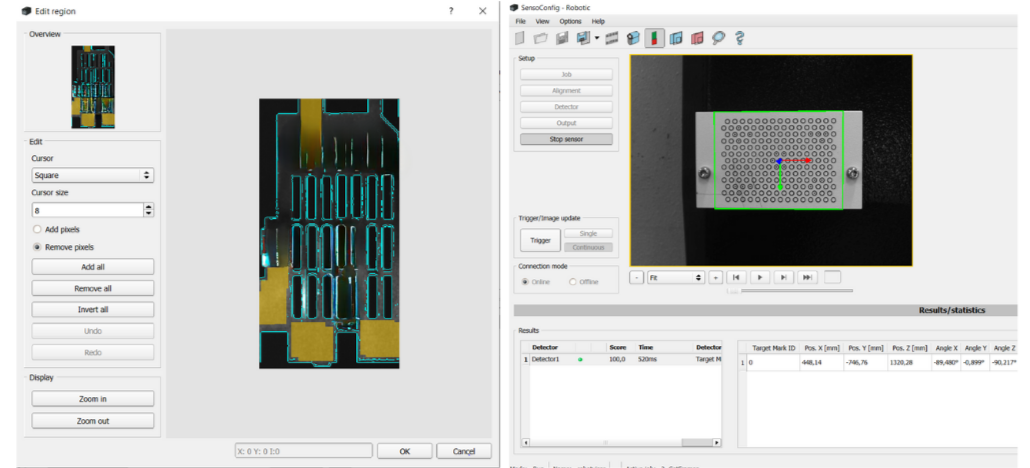 Edit region
?
Overview
Edit
Cursor
Square
Cursor size
8
Add pixels
Remove pixels
Add all
Remove all
Invert all
Undo
Redo
Display
Zoom in
Zoom out
X: 0 Y: 0 I:0
OK
Cancel
SensoConfig - Robotic
File View Options Help
Setup
Job
Alignment
Detector
Output
Stop sensor
Trigger/Image update
Trigger
Single
Continuous
Connection mode
Online
Offline
- Fit +
Results/statistics
Results
Detector Score Time Detector
1 Detector1 100,0 520ms Target M
Target Mark ID Pos. X [mm] Pos. Y [mm] Pos. Z [mm] Angle X Angle Y Angle Z
1 0 448,14 -746,76 1320,28 -89,480° -0,899° -90,217°